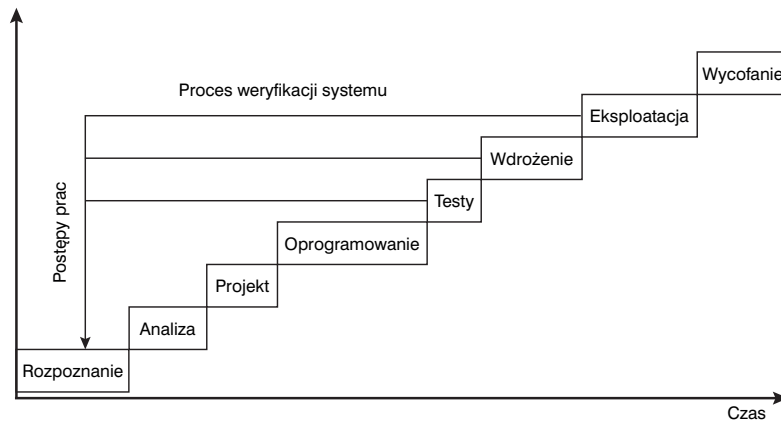 Wycofanie
Proces weryfikacji systemu
Eksploatacja
Wdrożenie
Testy
Postępy prac
Oprogramowanie
Projekt
Analiza
Rozpoznanie
Czas